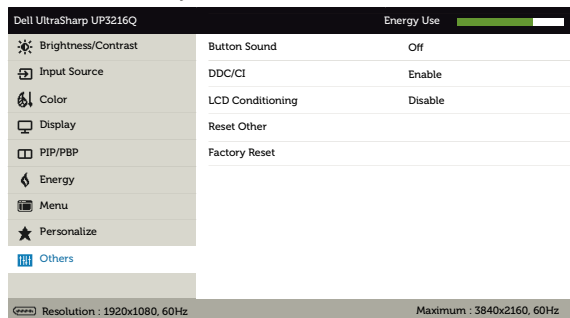 Dell UltraSharp UP3216Q Energy Use
Brightness/Contrast Button Sound Off
Input Source DDC/CI Enable
Color LCD Conditioning Disable
Display Reset Other
PIP/PBP Factory Reset
Energy
Menu
Personalize
Others
Resolution : 1920x1080, 60Hz Maximum : 3840x2160, 60Hz